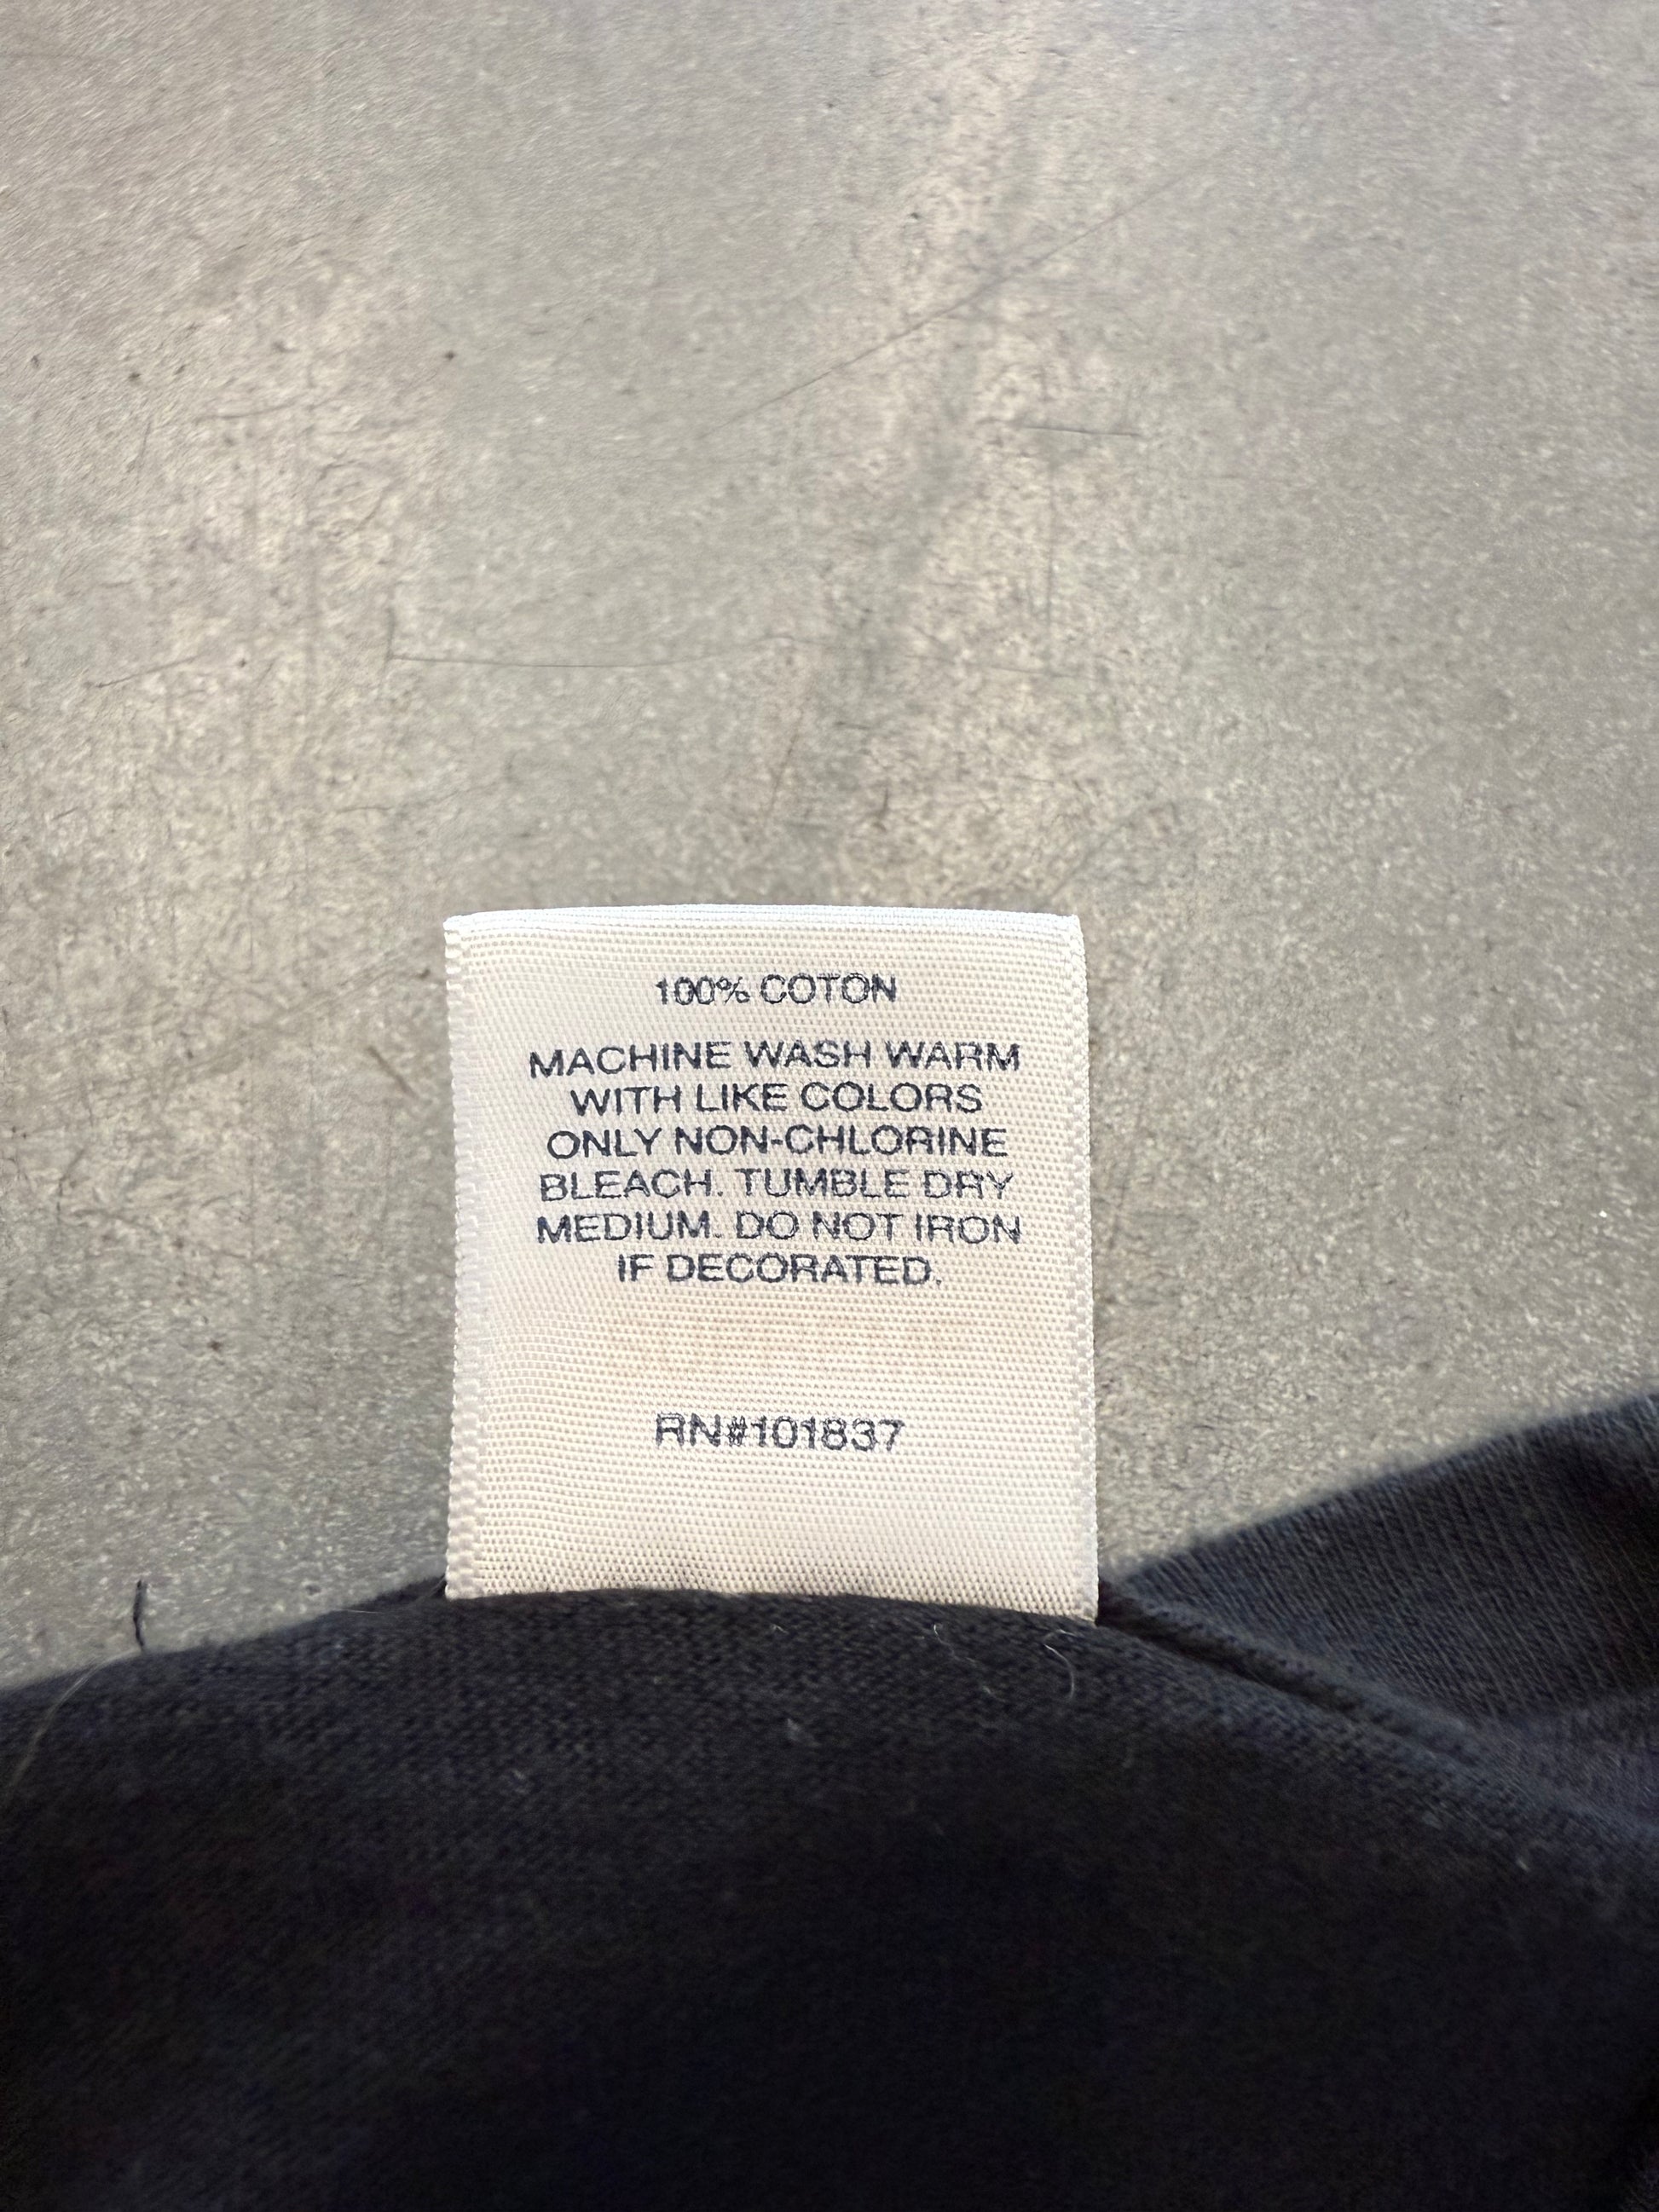 100% COTON
MACHINE WASH WARM
WITH LIKE COLORS
ONLY NON-CHLORINE
BLEACH. TUMBLE DRY
MEDIUM. DO NOT IRON
IF DECORATED.
RN#101837